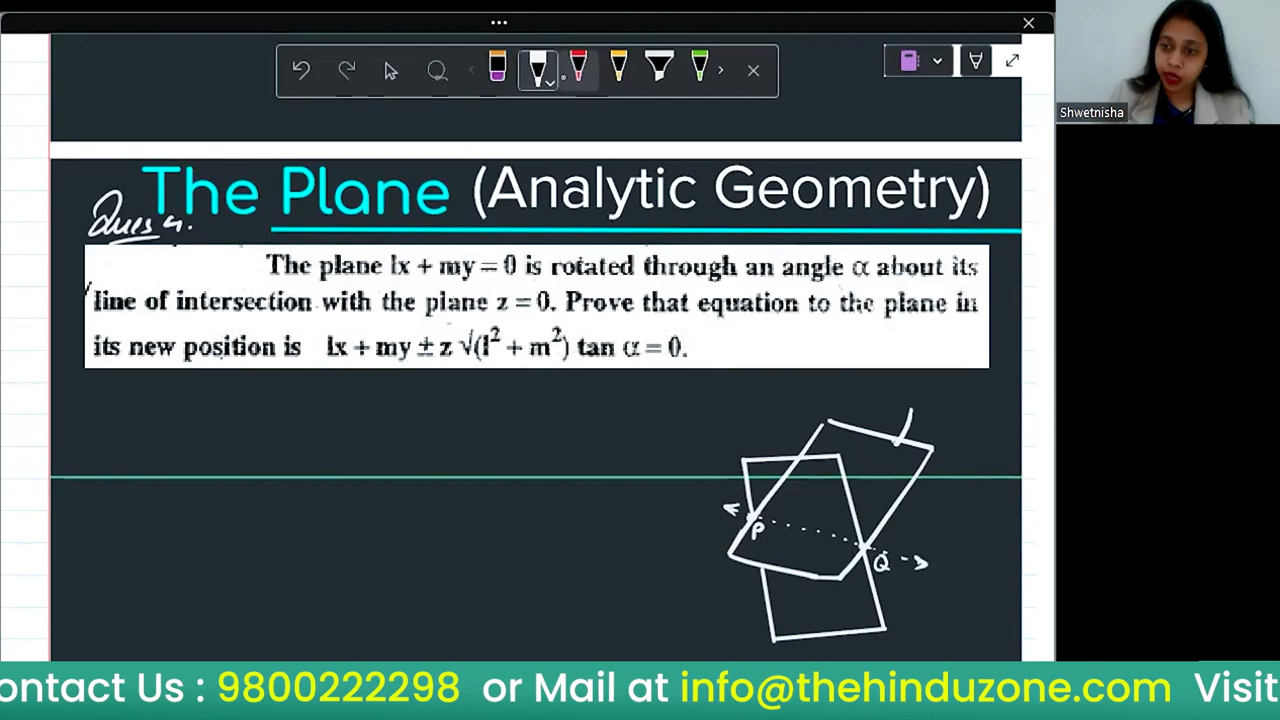 Shwetnisha
The Plane (Analytic Geometry)
Ques 4.
The plane lx + my = 0 is rotated through an angle α about its
line of intersection with the plane z = 0. Prove that equation to the plane in
its new position is lx + my ± z √(l² + m²) tan α = 0.
P
Q
ontact Us : 9800222298 or Mail at info@thehinduzone.com Visit